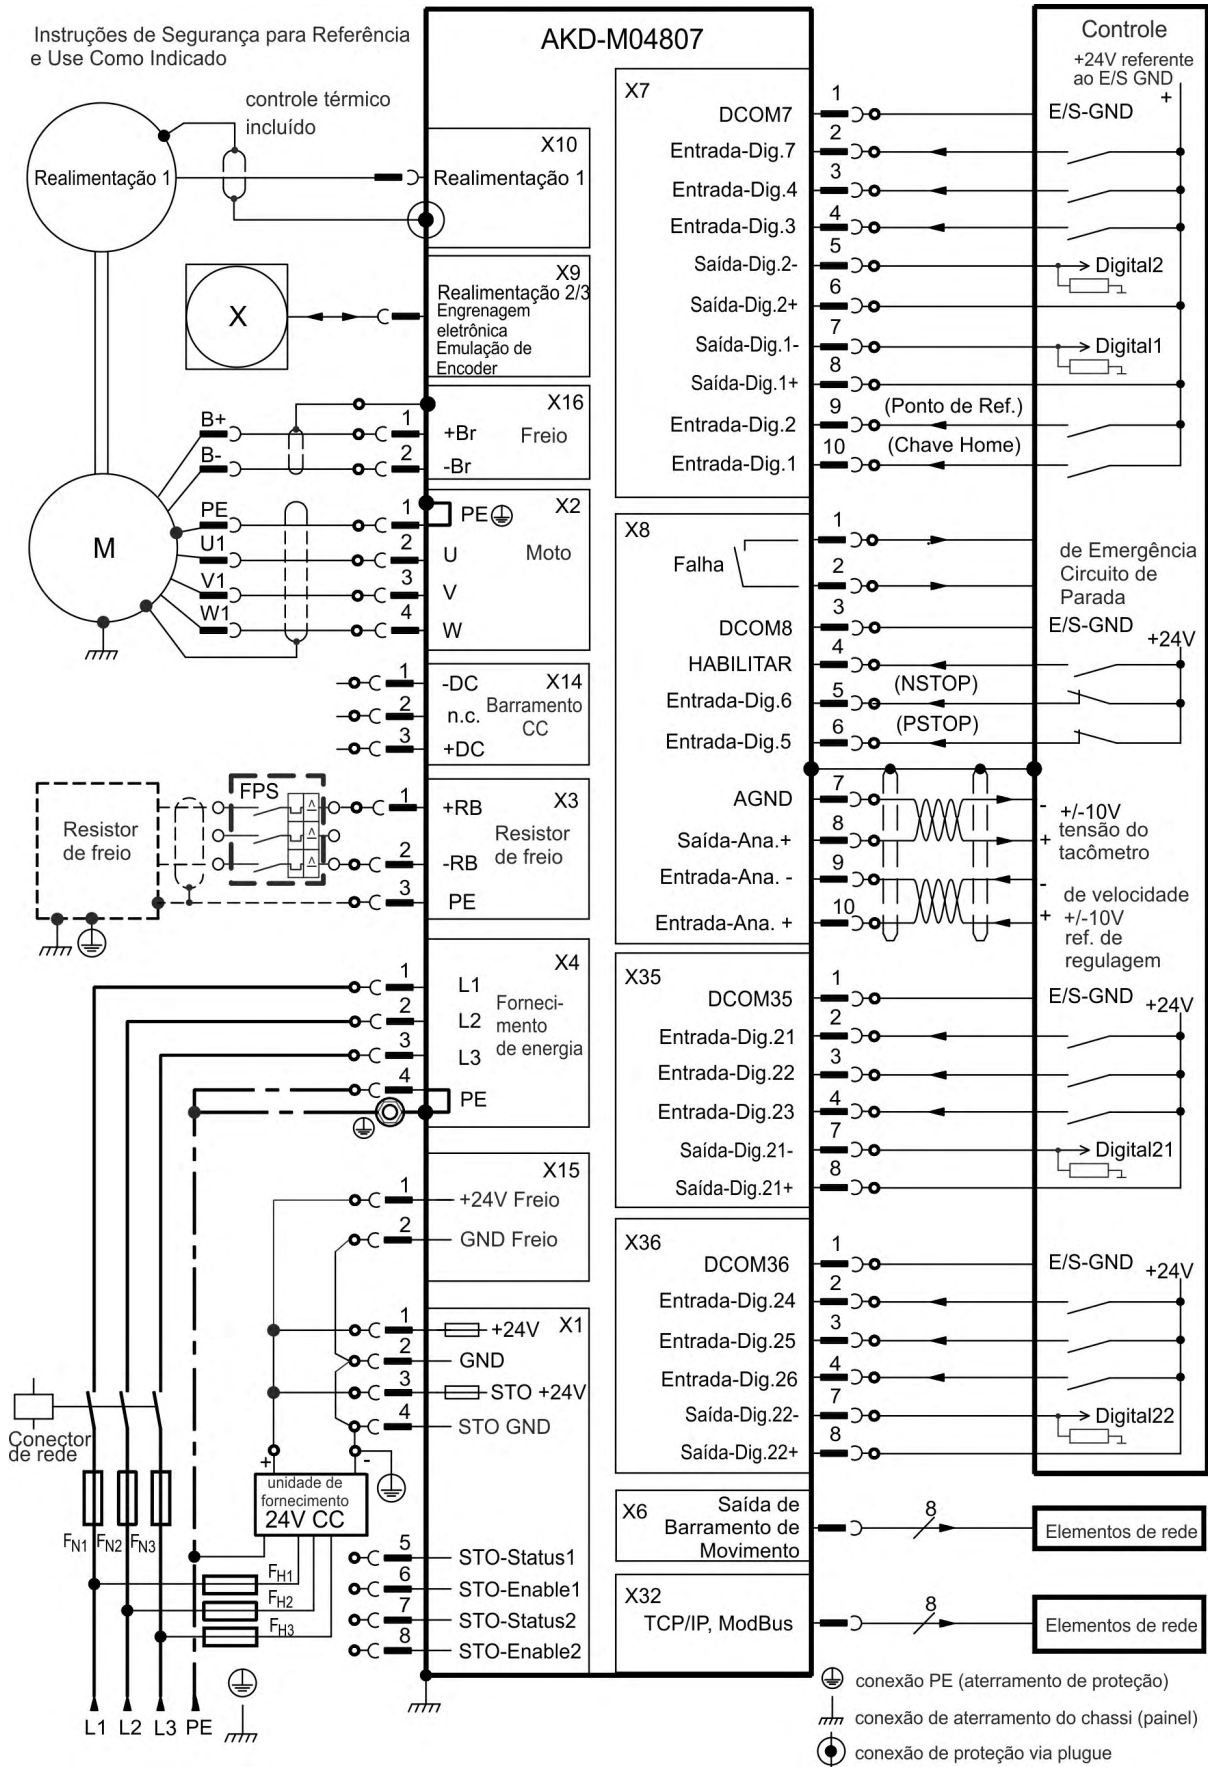 Instruções de Segurança para Referência
e Use Como Indicado
AKD-M04807
Controle
+24V referente
ao E/S GND
+
controle térmico
incluído
Realimentação 1
X10
Realimentação 1
X
X9
Realimentação 2/3
Engrenagem
eletrônica
Emulação de
Encoder
B+
B-
1
2
X16
+Br
Freio
-Br
M
PE
U1
V1
W1
1
2
3
4
X2
PE
U
Moto
V
W
1
2
3
X14
-DC
Barramento
n.c.
CC
+DC
Resistor
de freio
FPS
1
2
3
X3
+RB
Resistor
de freio
-RB
PE
1
2
3
4
X4
L1
Forneci-
L2
mento
de energia
L3
PE
X15
1
+24V Freio
2
GND Freio
X1
1
+24V
2
GND
3
STO +24V
4
STO GND
5
STO-Status1
6
STO-Enable1
7
STO-Status2
8
STO-Enable2
Conector
de rede
+
-
unidade de
fornecimento
24V CC
FN1
FN2
FN3
FH1
FH2
FH3
L1 L2 L3 PE
X7
DCOM7
1
E/S-GND
Entrada-Dig.7
2
Entrada-Dig.4
3
Entrada-Dig.3
4
Saída-Dig.2-
5
Digital2
Saída-Dig.2+
6
Saída-Dig.1-
7
Digital1
Saída-Dig.1+
8
Entrada-Dig.2
9
(Ponto de Ref.)
Entrada-Dig.1
10
(Chave Home)
X8
Falha
1
2
de Emergência
Circuito de
Parada
DCOM8
3
E/S-GND
+24V
HABILITAR
4
Entrada-Dig.6
5
(NSTOP)
Entrada-Dig.5
6
(PSTOP)
AGND
7
-
+/-10V
tensão do
tacômetro
Saída-Ana.+
8
+
Entrada-Ana. -
9
-
de velocidade
+/-10V
ref. de
regulagem
Entrada-Ana. +
10
+
X35
DCOM35
1
E/S-GND
+24V
Entrada-Dig.21
2
Entrada-Dig.22
3
Entrada-Dig.23
4
Saída-Dig.21-
7
Digital21
Saída-Dig.21+
8
X36
DCOM36
1
E/S-GND
+24V
Entrada-Dig.24
2
Entrada-Dig.25
3
Entrada-Dig.26
4
Saída-Dig.22-
7
Digital22
Saída-Dig.22+
8
X6
Saída de
Barramento de
Movimento
8
Elementos de rede
X32
TCP/IP, ModBus
8
Elementos de rede
conexão PE (aterramento de proteção)
conexão de aterramento do chassi (painel)
conexão de proteção via plugue